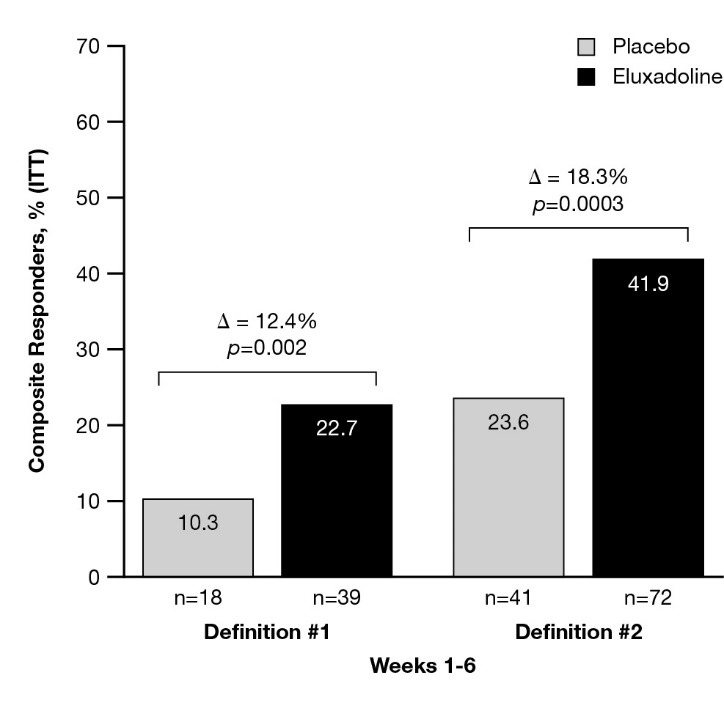 Placebo
Eluxadoline
Composite Responders, % (ITT)
70
60
50
40
30
20
10
0
Δ = 12.4%
p=0.002
Δ = 18.3%
p=0.0003
10.3
22.7
23.6
41.9
n=18
n=39
n=41
n=72
Definition #1
Definition #2
Weeks 1-6